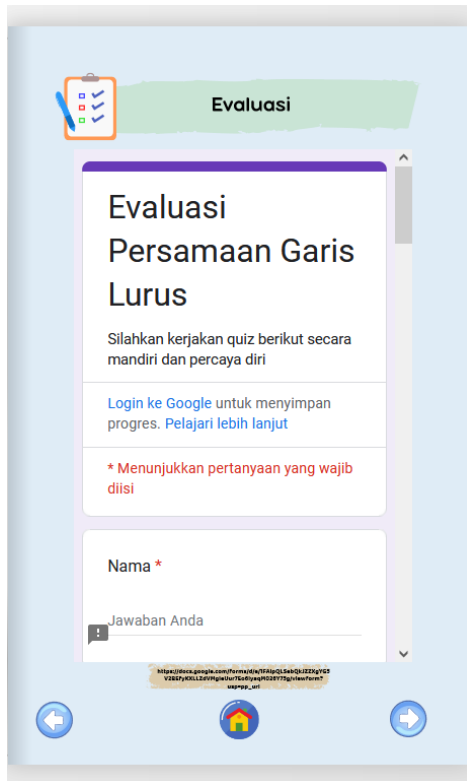 Evaluasi
Evaluasi
Persamaan Garis
Lurus
Silahkan kerjakan quiz berikut secara
mandiri dan percaya diri
Login ke Google untuk menyimpan
progres. Pelajari lebih lanjut
* Menunjukkan pertanyaan yang wajib
diisi
Nama *
Jawaban Anda